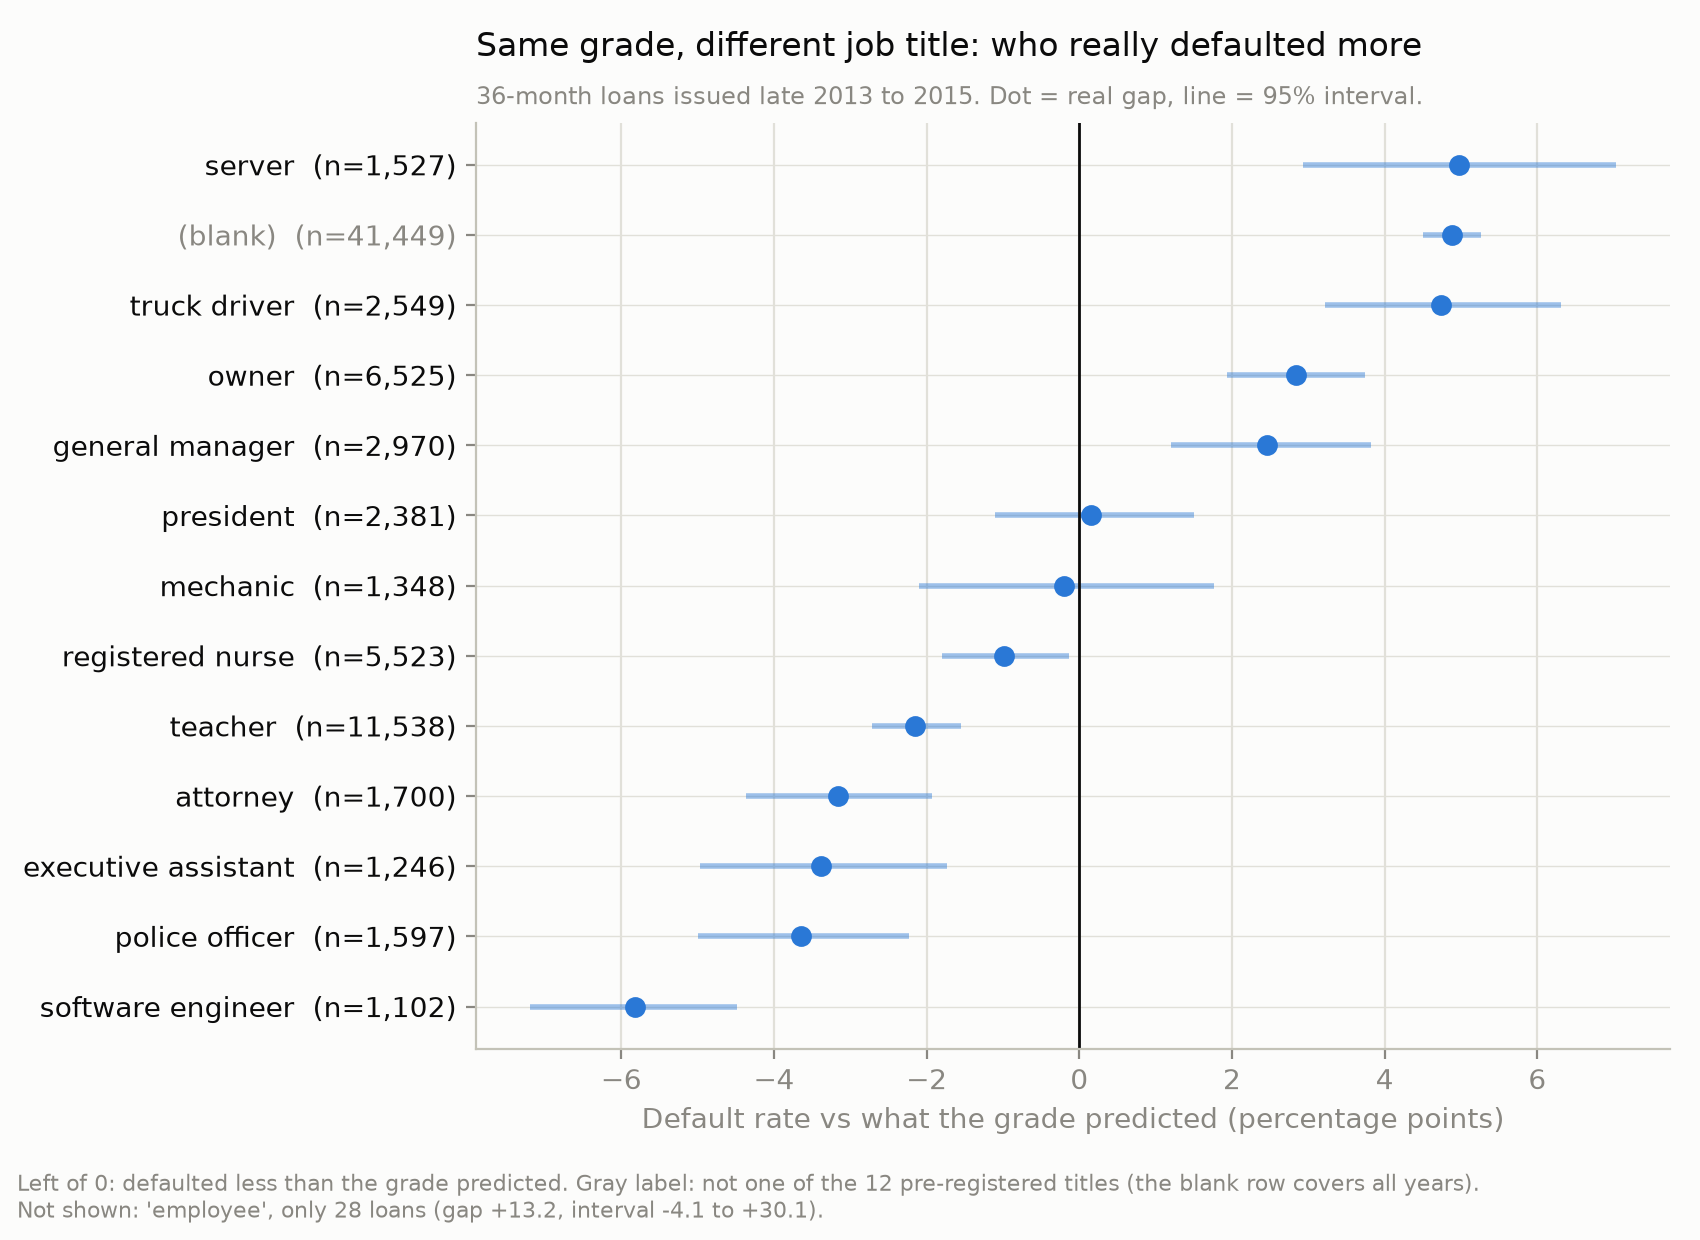 Same grade, different job title: who really defaulted more
36-month loans issued late 2013 to 2015. Dot = real gap, line = 95% interval.
server (n=1,527)
(blank) (n=41,449)
truck driver (n=2,549)
owner (n=6,525)
general manager (n=2,970)
president (n=2,381)
mechanic (n=1,348)
registered nurse (n=5,523)
teacher (n=11,538)
attorney (n=1,700)
executive assistant (n=1,246)
police officer (n=1,597)
software engineer (n=1,102)
−6 −4 −2 0 2 4 6
Default rate vs what the grade predicted (percentage points)
Left of 0: defaulted less than the grade predicted. Gray label: not one of the 12 pre-registered titles (the blank row covers all years).
Not shown: 'employee', only 28 loans (gap +13.2, interval -4.1 to +30.1).